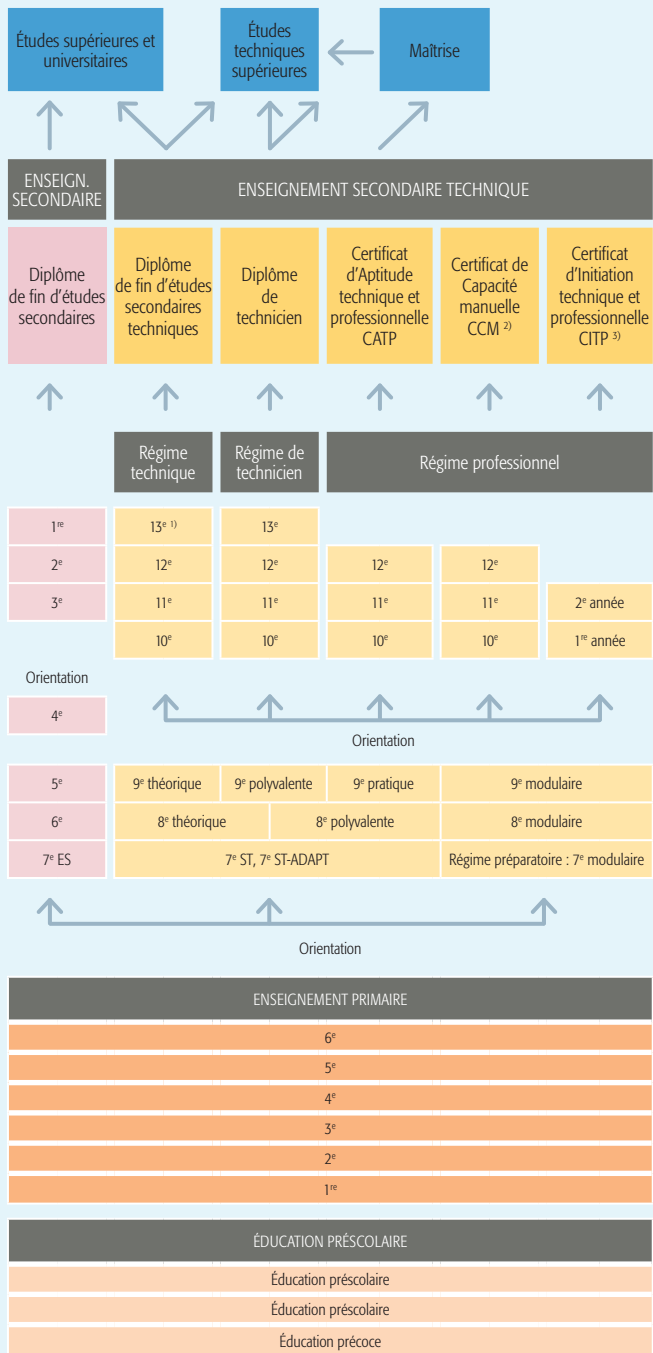 Études supérieures et
universitaires
Études
techniques
supérieures
Maîtrise
ENSEIGN.
SECONDAIRE
ENSEIGNEMENT SECONDAIRE TECHNIQUE
Diplôme
de fin d'études
secondaires
Diplôme
de fin d'études
secondaires
techniques
Diplôme
de
technicien
Certificat
d'Aptitude
technique et
professionnelle
CATP
Certificat de
Capacité
manuelle
CCM 2)
Certificat
d'Initiation
technique et
professionnelle
CITP 3)
Régime
technique
Régime de
technicien
Régime professionnel
1re
13e 1)
13e
2e
12e
12e
12e
12e
3e
11e
11e
11e
11e
2e année
10e
10e
10e
10e
1re année
Orientation
4e
Orientation
5e
9e théorique
9e polyvalente
9e pratique
9e modulaire
6e
8e théorique
8e polyvalente
8e modulaire
7e ES
7e ST, 7e ST-ADAPT
Régime préparatoire : 7e modulaire
Orientation
ENSEIGNEMENT PRIMAIRE
6e
5e
4e
3e
2e
1re
ÉDUCATION PRÉSCOLAIRE
Éducation préscolaire
Éducation préscolaire
Éducation précoce